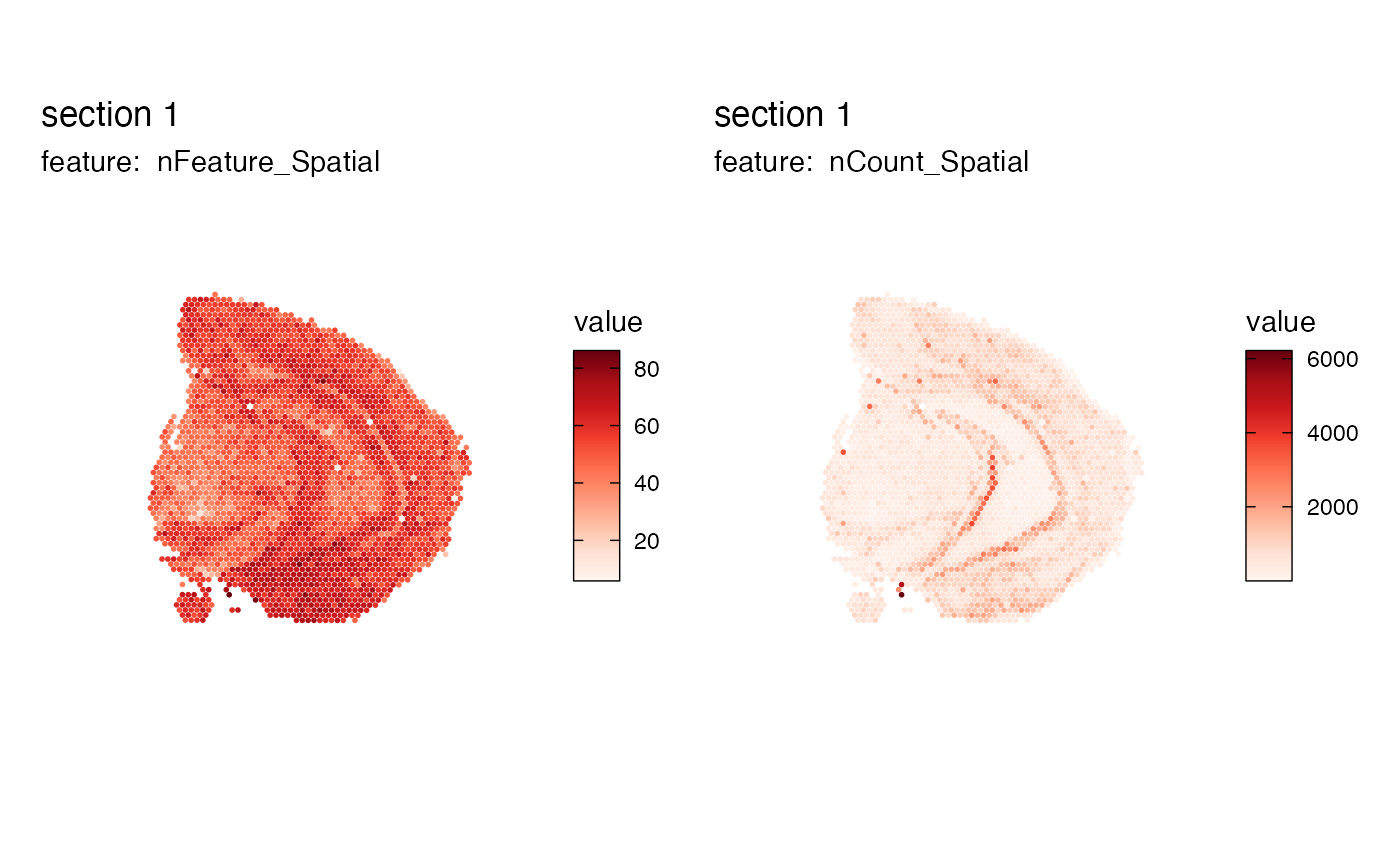 section 1
feature:  nFeature_Spatial
value
80
60
40
20
section 1
feature:  nCount_Spatial
value
6000
4000
2000